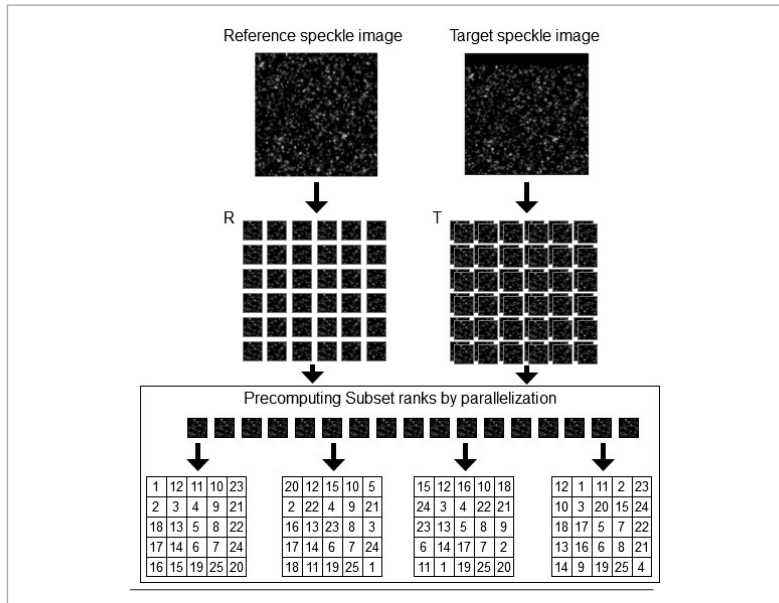 Reference speckle image Target speckle image
R T
Precomputing Subset ranks by parallelization
1 12 11 10 23 20 12 15 10 5 15 12 16 10 18 12 1 11 2 23
2 3 4 9 21 2 22 4 9 21 24 3 4 22 21 10 3 20 15 24
18 13 5 8 22 16 13 23 8 3 23 13 5 8 9 18 17 5 7 22
17 14 6 7 24 17 14 6 7 24 6 14 17 7 2 13 16 6 8 21
16 15 19 25 20 18 11 19 25 1 11 1 19 25 20 14 9 19 25 4